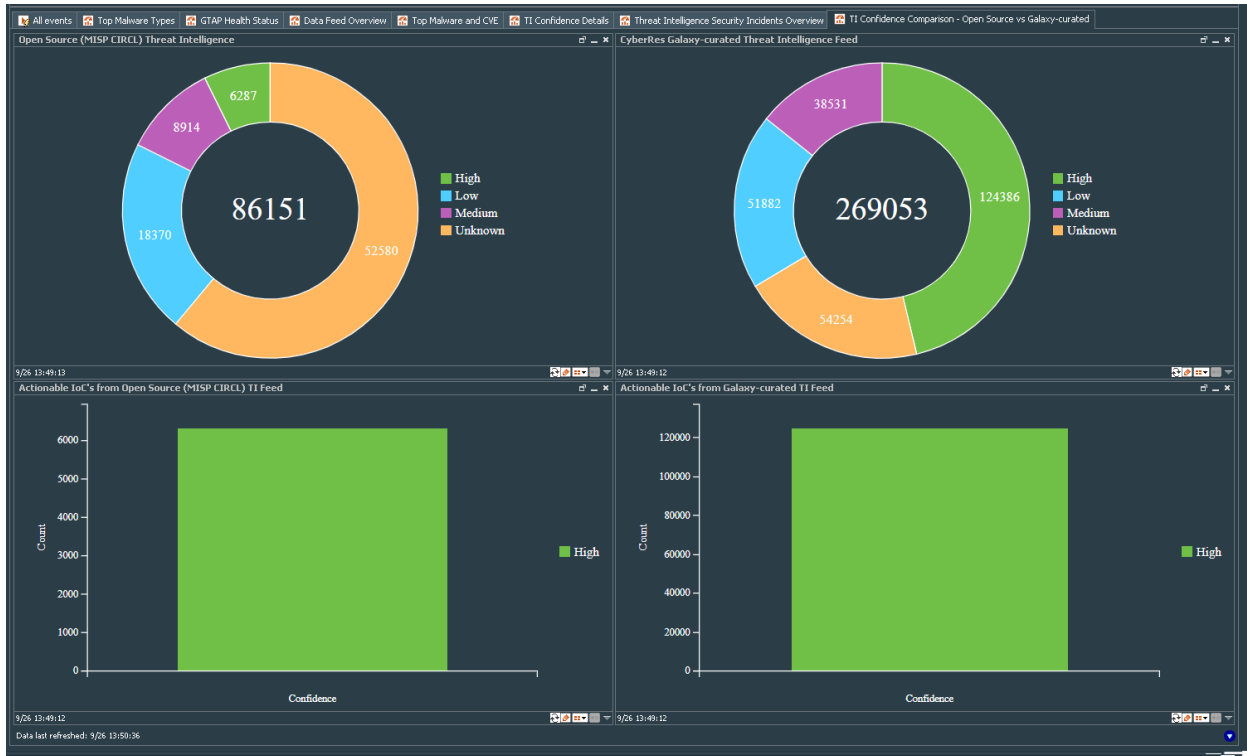 All events Top Malware Types GTAP Health Status Data Feed Overview Top Malware and CVE TI Confidence Details Threat Intelligence Security Incidents Overview TI Confidence Comparison - Open Source vs Galaxy-curated
Open Source (MISP CIRCL) Threat Intelligence
6287
8914
18370
52580
86151
High
Low
Medium
Unknown
9/26 13:49:13
CyberRes Galaxy-curated Threat Intelligence Feed
38531
51882
124386
54254
269053
High
Low
Medium
Unknown
9/26 13:49:12
Actionable IoC's from Open Source (MISP CIRCL) TI Feed
6000
5000
4000
3000
2000
1000
0
Count
Confidence
High
9/26 13:49:12
Actionable IoC's from Galaxy-curated TI Feed
120000
100000
80000
60000
40000
20000
0
Count
Confidence
High
9/26 13:49:12
Data last refreshed: 9/26 13:50:36